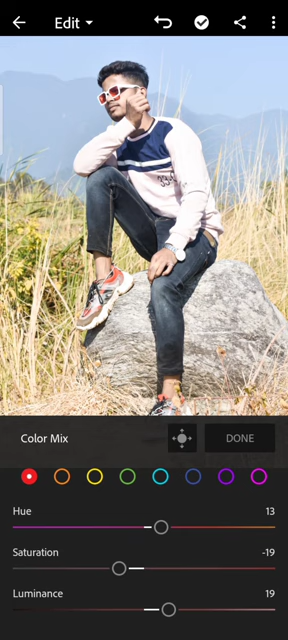 Edit
Color Mix
DONE
Hue 13
Saturation -19
Luminance 19